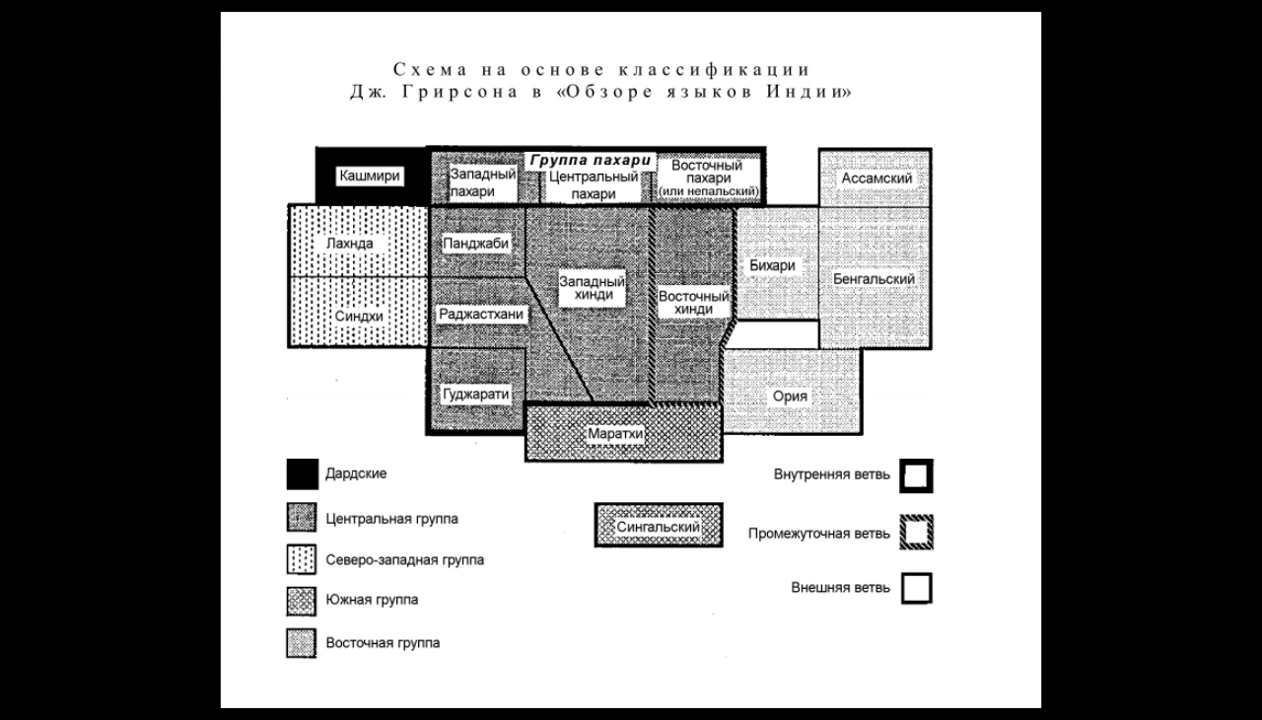 Схема на основе классификации
Дж. Грирсона в «Обзоре языков Индии»
Группа пахари
Кашмири
Западный
пахари
Центральный
пахари
Восточный
пахари
(или непальский)
Ассамский
Лахнда
Панджаби
Западный
хинди
Восточный
хинди
Бихари
Бенгальский
Синдхи
Раджастхани
Гуджарати
Ория
Маратхи
Сингальский
Дардские
Центральная группа
Северо-западная группа
Южная группа
Восточная группа
Внутренняя ветвь
Промежуточная ветвь
Внешняя ветвь